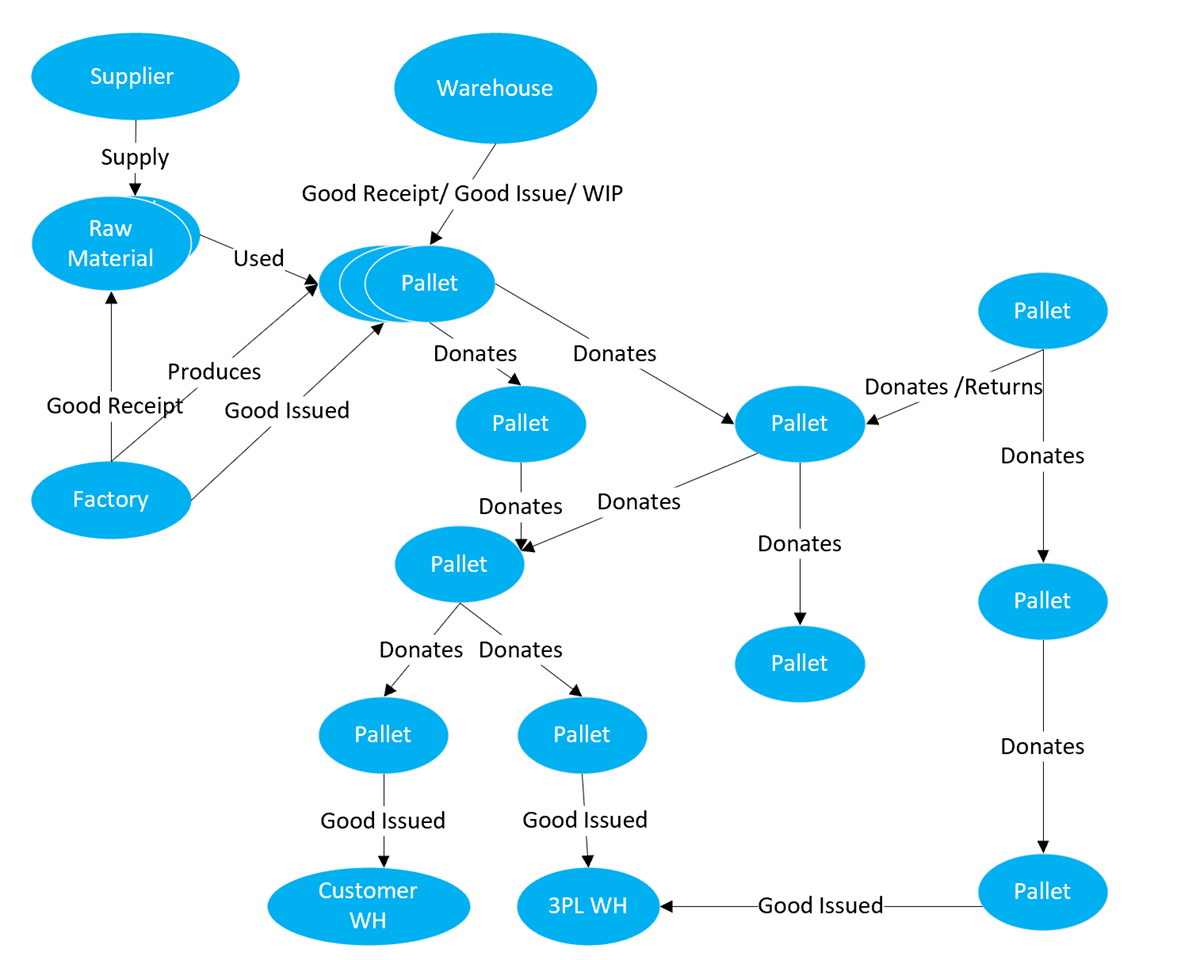 Supplier
Warehouse
Supply
Good Receipt/ Good Issue/ WIP
Raw
Material
Used
Pallet
Pallet
Donates
Donates
Produces
Donates /Returns
Good Receipt
Good Issued
Pallet
Pallet
Donates
Factory
Donates
Donates
Donates
Pallet
Pallet
Donates
Donates
Pallet
Pallet
Pallet
Donates
Good Issued
Good Issued
Customer
WH
3PL WH
Good Issued
Pallet